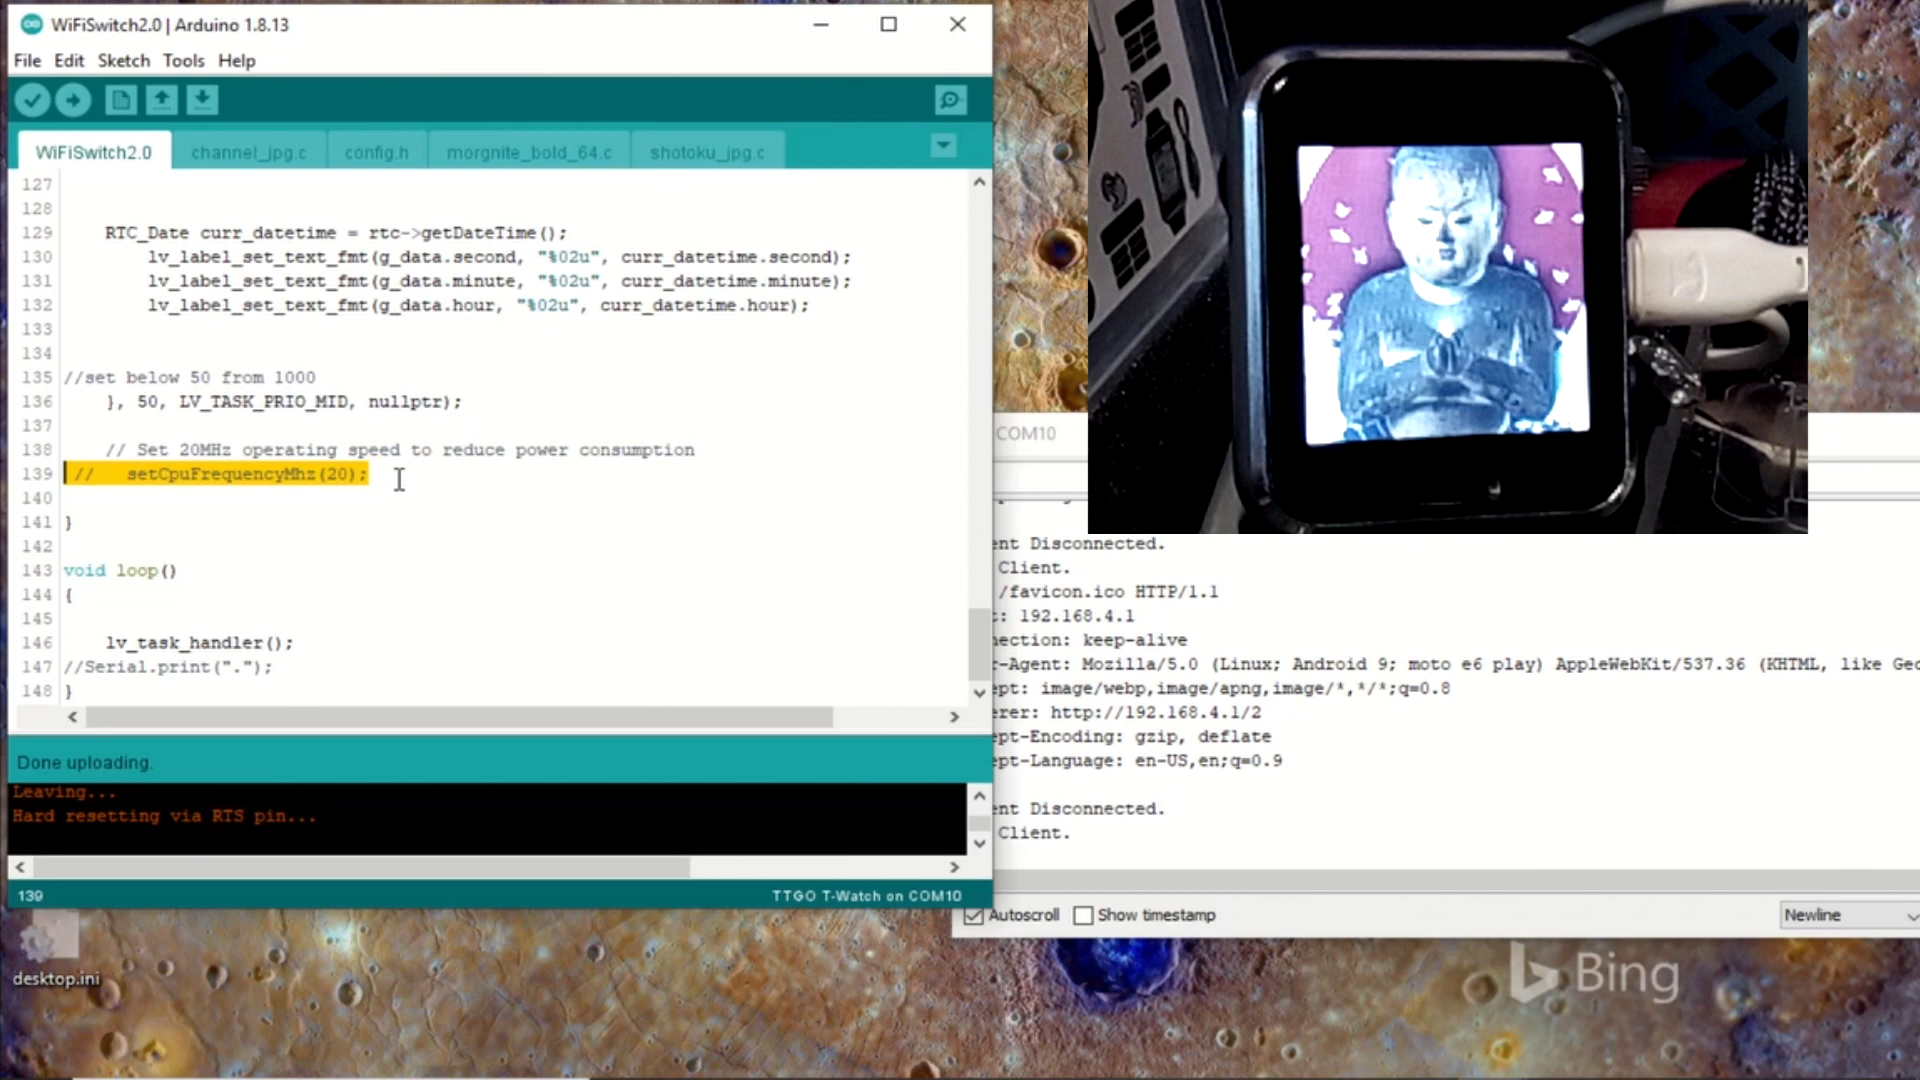 WiFiSwitch2.0 | Arduino 1.8.13
File Edit Sketch Tools Help
WiFiSwitch2.0 channel_jpg.c config.h morgnite_bold_64.c shotoku_jpg.c
127
128
129 RTC_Date curr_datetime = rtc->getDateTime();
130 lv_label_set_text_fmt(g_data.second, "%02u", curr_datetime.second);
131 lv_label_set_text_fmt(g_data.minute, "%02u", curr_datetime.minute);
132 lv_label_set_text_fmt(g_data.hour, "%02u", curr_datetime.hour);
133
134
135 //set below 50 from 1000
136 }, 50, LV_TASK_PRIO_MID, nullptr);
137
138 // Set 20MHz operating speed to reduce power consumption
139 // setCpuFrequencyMhz(20);
140
141 }
142
143 void loop()
144 {
145
146 lv_task_handler();
147 //Serial.print(".");
148 }
Done uploading.
Leaving...
Hard resetting via RTS pin...
139 TTGO T-Watch on COM10
COM10
ent Disconnected.
Client.
/favicon.ico HTTP/1.1
t: 192.168.4.1
nection: keep-alive
r-Agent: Mozilla/5.0 (Linux; Android 9; moto e6 play) AppleWebKit/537.36 (KHTML, like Gec
ept: image/webp,image/apng,image/*,*/*;q=0.8
erer: http://192.168.4.1/2
ept-Encoding: gzip, deflate
ept-Language: en-US,en;q=0.9
ent Disconnected.
Client.
Autoscroll Show timestamp Newline
desktop.ini
Bing